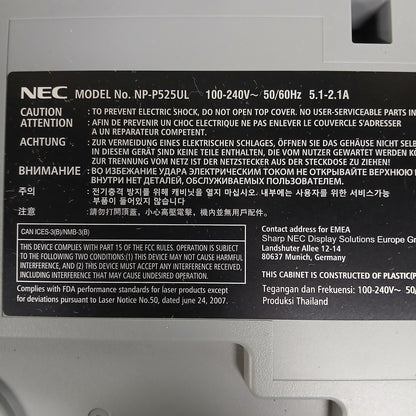 NEC MODEL No. NP-P525UL 100-240V~ 50/60Hz 5.1-2.1A
CAUTION : TO PREVENT ELECTRIC SHOCK, DO NOT OPEN TOP COVER. NO USER-SERVICEABLE PARTS IN
ATTENTION : AFIN DE PREVENIR UN CHOC ELECTRIQUE NE PAS ENLEVER LE COUVERCLE S'ADRESSER
A UN REPARATEUR COMPETENT.
ACHTUNG : ZUR VERMEIDUNG EINES ELEKTRISCHEN SCHLAGES, ÖFFNEN SIE DAS GEHÄUSE NICHT SEL
IM GERÄT BEFINDEN SICH KEINE TEILE ENTHALTEN, DIE VOM NUTZER GEWARTET WERDEN MÜSSEN
ZUR TRENNUNG VOM NETZ IST DER NETZSTECKER AUS DER STECKDOSE ZU ZIEHEN!
ВНИМАНИЕ : ВО ИЗБЕЖАНИЕ УДАРА ЭЛЕКТРИЧЕСКИМ ТОКОМ НЕ ОТКРЫВАЙТЕ ВЕРХНЮЮ
ВНУТРИ НЕТ ДЕТАЛЕЙ, ОБСЛУЖИВАЕМЫХ ПОЛЬЗОВАТЕЛЕМ.
주의 : 전기충격 방지를 위해 캐비닛을 열지 마십시오. 내부에는 사용자를 위한 서비스가능
부품이 들어있지 않습니다.
注意 : 請勿打開頂蓋，小心高壓電擊，機內並無用戶配件。
CAN ICES-3(B)/NMB-3(B)
THIS DEVICE COMPLIES WITH PART 15 OF THE FCC RULES. OPERATION IS SUBJECT
TO THE FOLLOWING TWO CONDITIONS:(1) THIS DEVICE MAY NOT CAUSE HARMFUL
INTERFERENCE, AND (2) THIS DEVICE MUST ACCEPT ANY INTERFERENCE RECEIVED,
INCLUDING INTERFERENCE THAT MAY CAUSE UNDESIRED OPERATION.
Complies with FDA performance standards for laser products except
for deviations pursuant to Laser Notice No.50, dated june 24, 2007.
Contact address for EMEA
Sharp NEC Display Solutions Europe G
Landshuter Allee 12-14
80637 Munich, Germany
THIS CABINET IS CONSTRUCTED OF PLASTIC(P
Tegangan dan Frekuensi: 100-240V~ 50/
Produksi Thailand